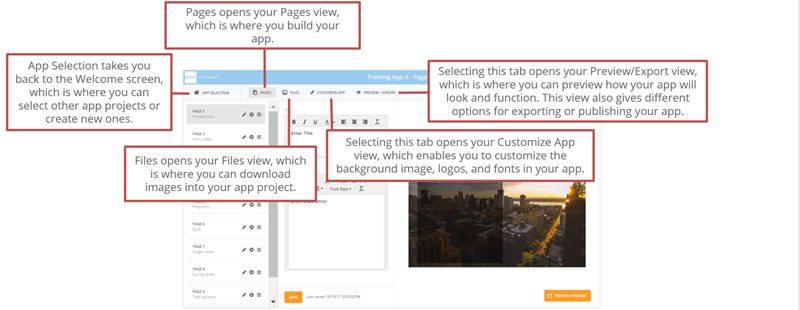 Pages opens your Pages view,
which is where you build your
app.
App Selection takes you
back to the Welcome screen,
which is where you can
select other app projects or
create new ones.
Selecting this tab opens your Preview/Export view,
which is where you can preview how your app will
look and function. This view also gives different
options for exporting or publishing your app.
Training App A - Page
APP SELECTION
PAGES
FILES
CUSTOMIZE APP
PREVIEW / EXPORT
PAGE 1
Introduction
PAGE 2
Intro video
B I U A
Enter Title
Selecting this tab opens your Customize App
view, which enables you to customize the
background image, logos, and fonts in your app.
Files opens your Files view, which
is where you can download
images into your app project.
Font Size
PAGE 6
Quiz
PAGE 7
Single video
PAGE 8
Survey slider
PAGE 9
Task squares
SAVE
Last saved: 10/19/17 2:05:03 PM
REFRESH PREVIEW